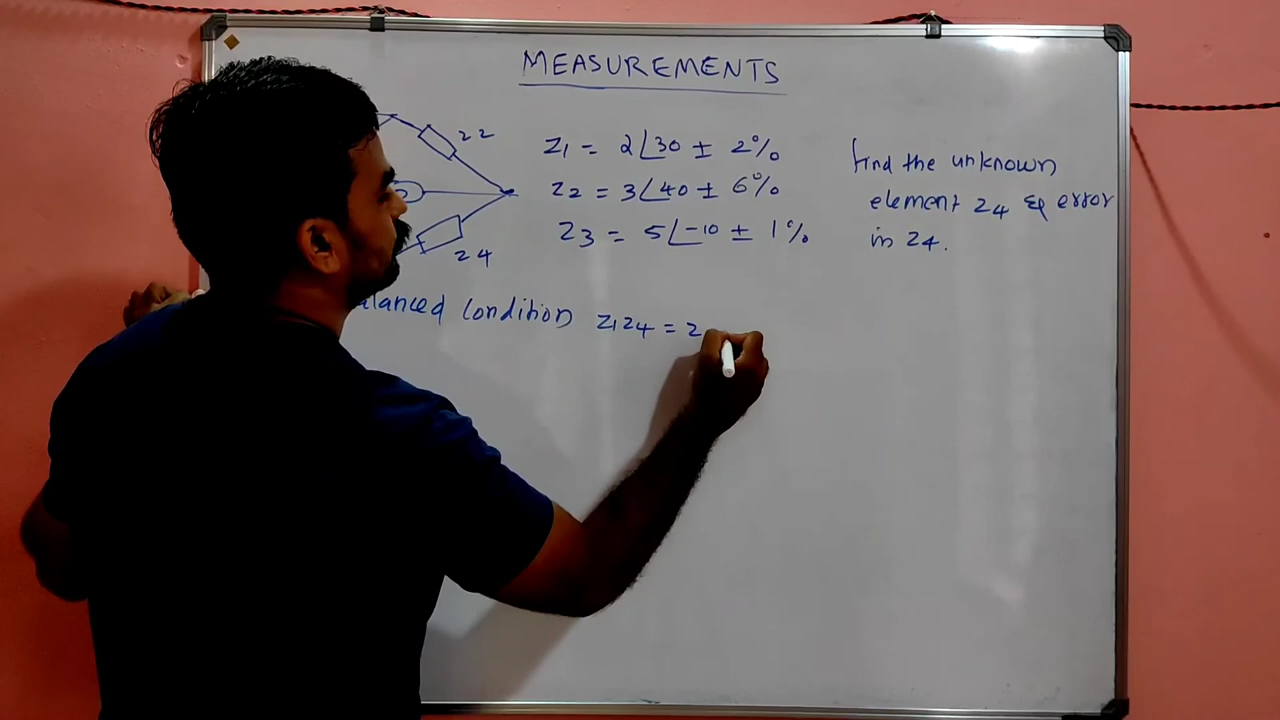 MEASUREMENTS
Z2
Z1 = 2∠30 ± 2%
Z2 = 3∠40 ± 6%
Z3 = 5∠-10 ± 1%
Z4
find the unknown
element Z4 & error
in Z4.
condition Z1Z4 = Z